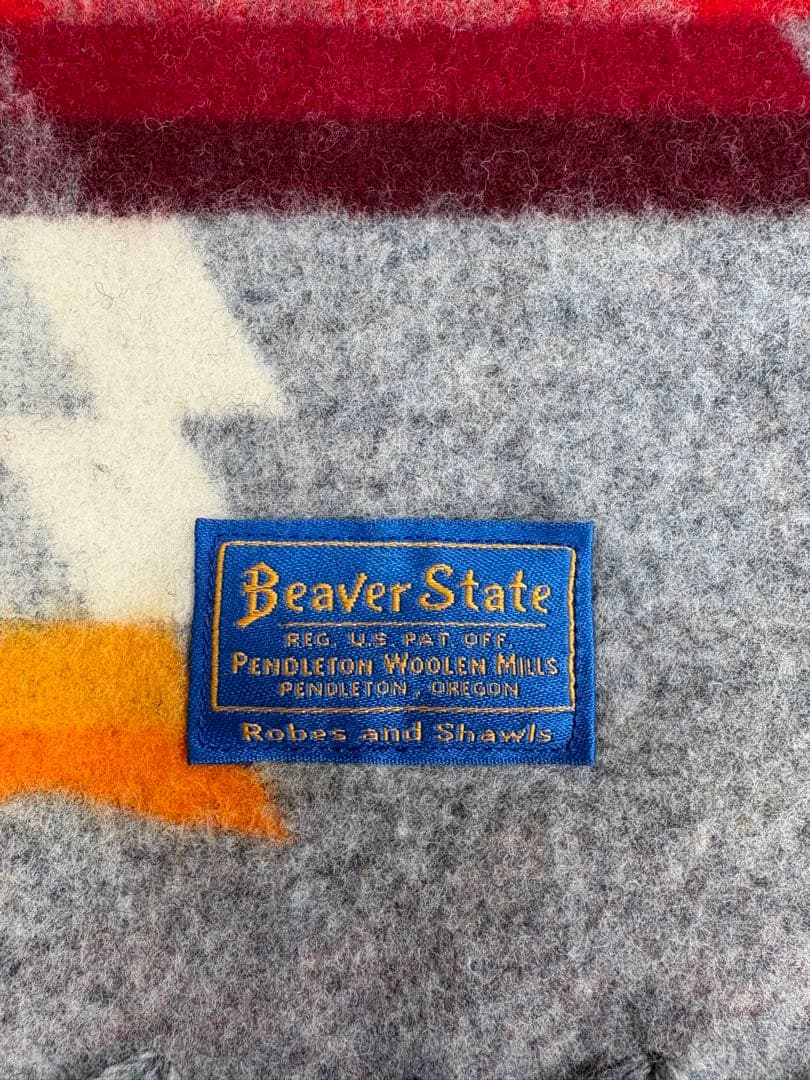 Beaver State
REG. U.S. PAT. OFF.
PENDLETON WOOLEN MILLS
PENDLETON, OREGON
Robes and Shawls